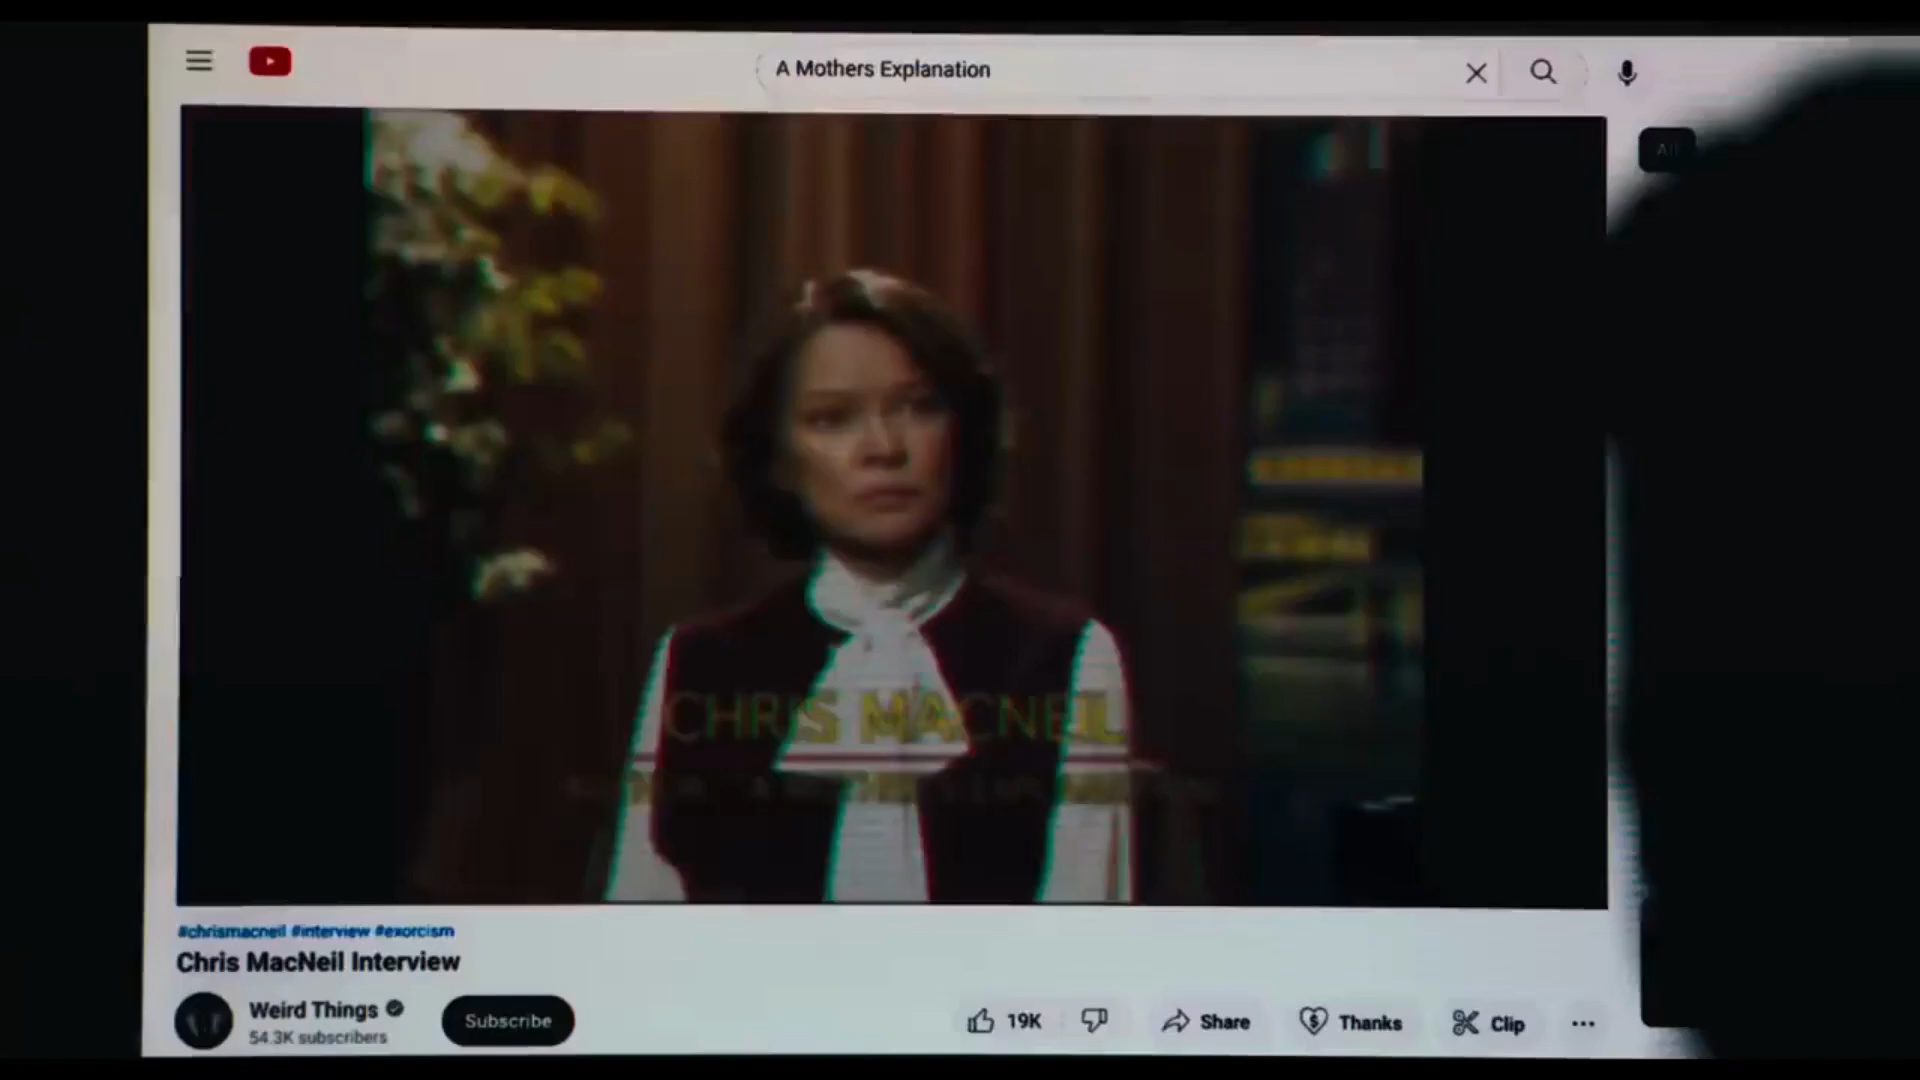 A Mothers Explanation
All
CHRIS MACNEIL
#chrismacneil #interview #exorcism
Chris MacNeil Interview
Weird Things
54.3K subscribers
Subscribe
19K
Share
Thanks
Clip